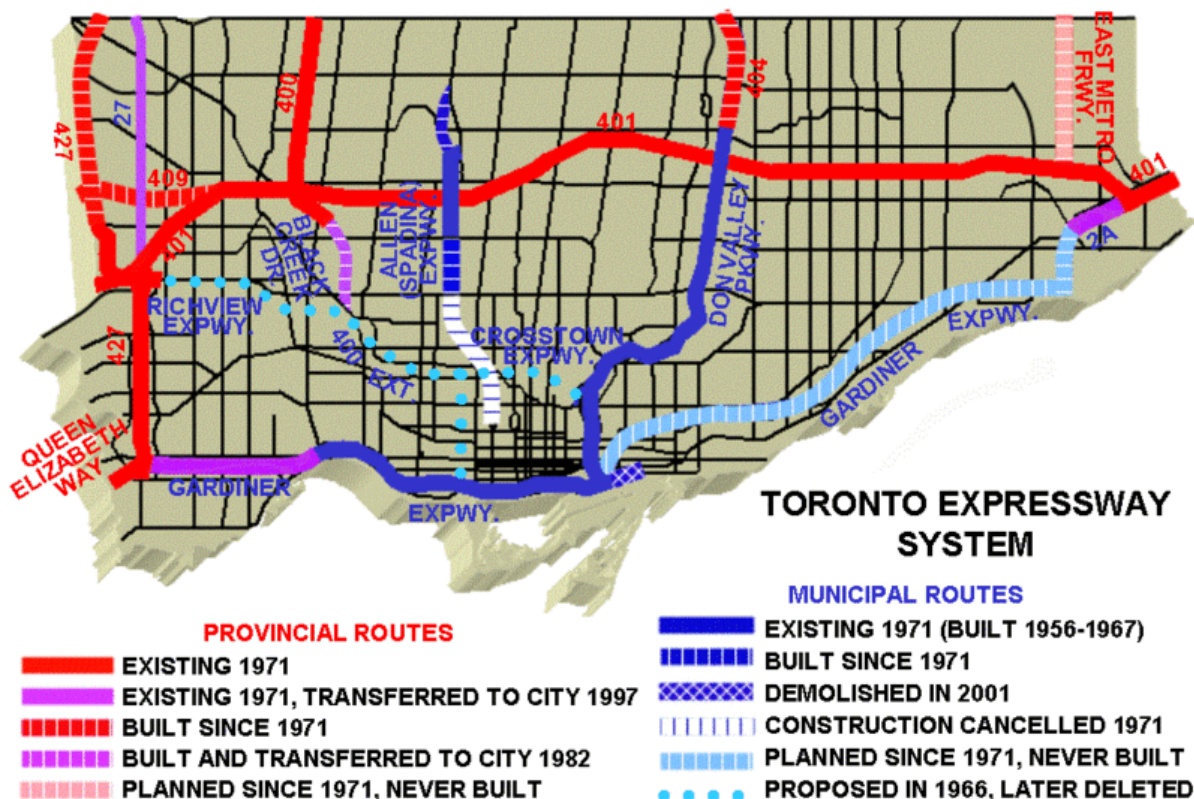 427
27
400
404
EAST METRO
FRWY.
401
409
401
401
ALLEN
(SPADINA)
EXPWY.
BLACK
CREEK
DR.
DON VALLEY
PKWY.
2A
RICHVIEW
EXPWY.
427
400
EXT.
CROSSTOWN
EXPWY.
EXPWY.
GARDINER
QUEEN
ELIZABETH
WAY
GARDINER
EXPWY.
TORONTO EXPRESSWAY
SYSTEM
PROVINCIAL ROUTES
EXISTING 1971
EXISTING 1971, TRANSFERRED TO CITY 1997
BUILT SINCE 1971
BUILT AND TRANSFERRED TO CITY 1982
PLANNED SINCE 1971, NEVER BUILT
MUNICIPAL ROUTES
EXISTING 1971 (BUILT 1956-1967)
BUILT SINCE 1971
DEMOLISHED IN 2001
CONSTRUCTION CANCELLED 1971
PLANNED SINCE 1971, NEVER BUILT
PROPOSED IN 1966, LATER DELETED